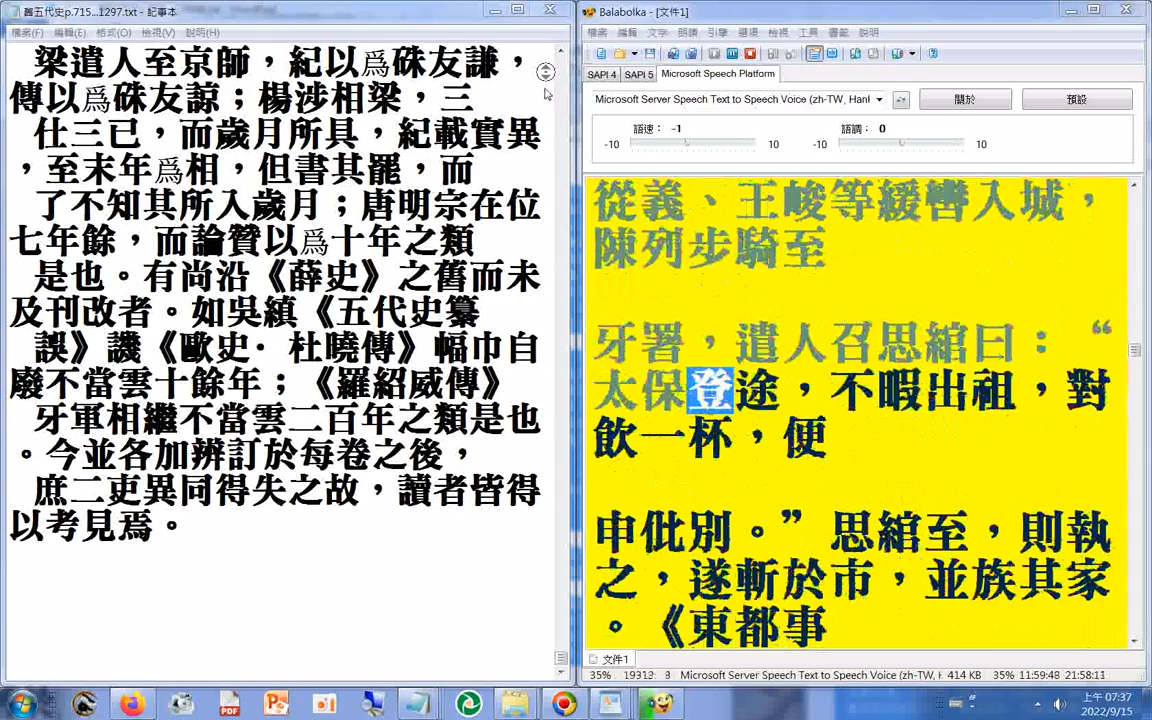 舊五代史p.715...1297.txt - 記事本
檔案(F) 編輯(E) 格式(O) 檢視(V) 說明(H)
梁遣人至京師，紀以爲硃友謙，
傳以爲硃友諒；楊涉相梁，三
仕三已，而歲月所具，紀載實異
，至末年爲相，但書其罷，而
了不知其所入歲月；唐明宗在位
七年餘，而論贊以爲十年之類
是也。有尚沿《薛史》之舊而未
及刊改者。如吳縝《五代史纂
誤》譏《歐史·杜曉傳》幅巾自
廢不當雲十餘年；《羅紹威傳》
牙軍相繼不當雲二百年之類是也
。今並各加辨訂於每卷之後，
庶二吏異同得失之故，讀者皆得
以考見焉。
Balabolka - [文件1]
檔案 編輯 文字 朗讀 引擎 選項 檢視 工具 書籤 說明
SAPI 4 SAPI 5 Microsoft Speech Platform
Microsoft Server Speech Text to Speech Voice (zh-TW, Hanl
關於 預設
語速： -1 語調： 0
-10 10 -10 10
從義、王峻等緩轡入城，
陳列步騎至
牙署，遣人召思綰曰：“
太保登途，不暇出祖，對
飲一杯，便
申仳別。”思綰至，則執
之，遂斬於市，並族其家
。《東都事
文件1
35% 19313: 8 Microsoft Server Speech Text to Speech Voice (zh-TW, H 414 KB 35% 11:59:48 21:58:11
上午 07:37
2022/9/15